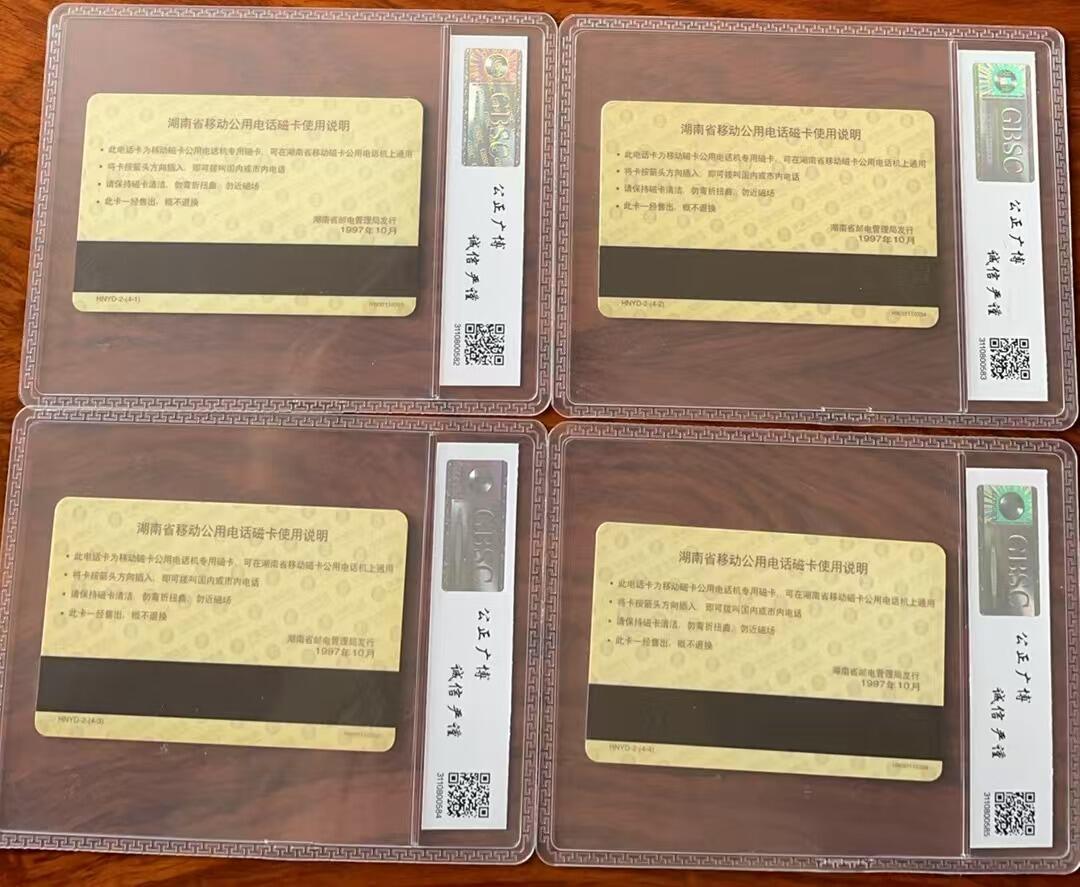 湖南省移动公用电话磁卡使用说明
• 此电话卡为移动磁卡公用电话机专用磁卡，可在湖南省移动磁卡公用电话机上通用
• 将卡按箭头方向插入，即可拨叫国内或市内电话
• 请保持磁卡清洁，勿弯折扭曲，勿近磁场
• 此卡一经售出，概不退换
湖南省邮电管理局发行
1997年10月
HNYD-2-(4-1)
GBSC
公正广博
诚信严谨
3110800582
湖南省移动公用电话磁卡使用说明
• 此电话卡为移动磁卡公用电话机专用磁卡，可在湖南省移动磁卡公用电话机上通用
• 将卡按箭头方向插入，即可拨叫国内或市内电话
• 请保持磁卡清洁，勿弯折扭曲，勿近磁场
• 此卡一经售出，概不退换
湖南省邮电管理局发行
1997年10月
HNYD-2-(4-2)
GBSC
公正广博
诚信严谨
3110800583
湖南省移动公用电话磁卡使用说明
• 此电话卡为移动磁卡公用电话机专用磁卡，可在湖南省移动磁卡公用电话机上通用
• 将卡按箭头方向插入，即可拨叫国内或市内电话
• 请保持磁卡清洁，勿弯折扭曲，勿近磁场
• 此卡一经售出，概不退换
湖南省邮电管理局发行
1997年10月
HNYD-2-(4-3)
GBSC
公正广博
诚信严谨
3110800584
湖南省移动公用电话磁卡使用说明
• 此电话卡为移动磁卡公用电话机专用磁卡，可在湖南省移动磁卡公用电话机上通用
• 将卡按箭头方向插入，即可拨叫国内或市内电话
• 请保持磁卡清洁，勿弯折扭曲，勿近磁场
• 此卡一经售出，概不退换
湖南省邮电管理局发行
1997年10月
HNYD-2-(4-4)
GBSC
公正广博
诚信严谨
3110800585